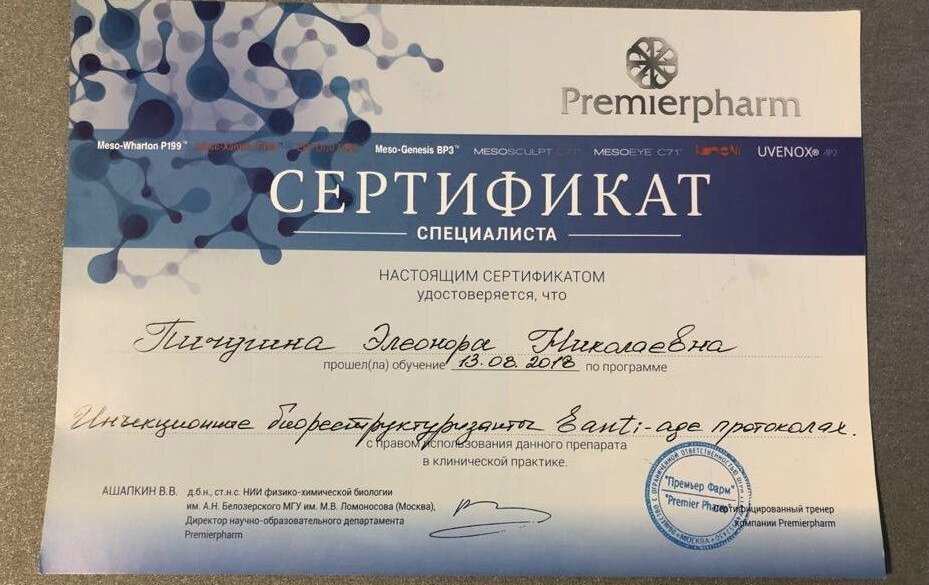 Premierpharm
Meso-Wharton P199™ Meso-Genesis BP3™ MESOSCULPT C71™ MESOEYE C71™ UVENOX®
СЕРТИФИКАТ
СПЕЦИАЛИСТА
НАСТОЯЩИМ СЕРТИФИКАТОМ
удостоверяется, что
Пичугина Элеонора Николаевна
прошел(ла) обучение 13.08.2018 по программе
Инъекционные биореструктуризанты в anti-age протоколах.
с правом использования данного препарата
в клинической практике.
АШАПКИН В.В. д.б.н., ст.н.с. НИИ физико-химической биологии
им. А.Н. Белозерского МГУ им. М.В. Ломоносова (Москва),
Директор научно-образовательного департамента
Premierpharm
"Премьер Фарм"
"Premier Pharm"
МОСКВА
Сертифицированный тренер
компании Premierpharm